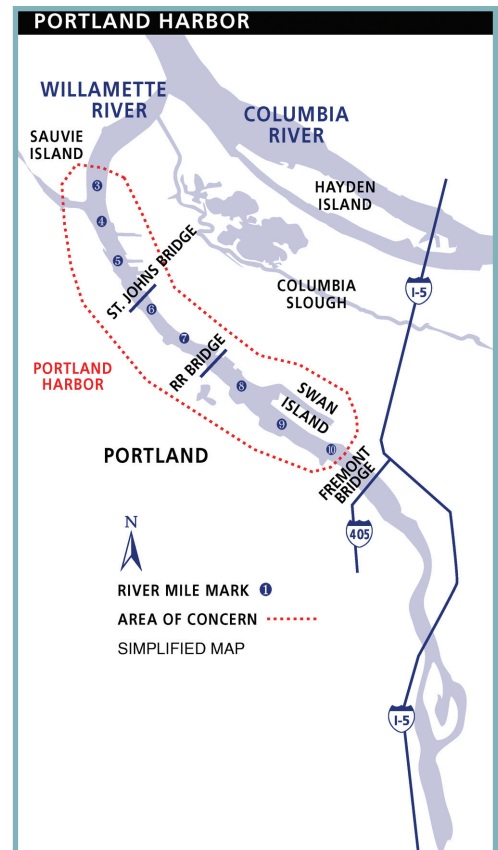 PORTLAND HARBOR
WILLAMETTE
RIVER
COLUMBIA
RIVER
SAUVIE
ISLAND
HAYDEN
ISLAND
3
4
5
ST. JOHNS BRIDGE
6
COLUMBIA
SLOUGH
I-5
7
RR BRIDGE
PORTLAND
HARBOR
8
SWAN
ISLAND
9
10
PORTLAND
FREMONT
BRIDGE
405
N
RIVER MILE MARK 1
AREA OF CONCERN
SIMPLIFIED MAP
I-5